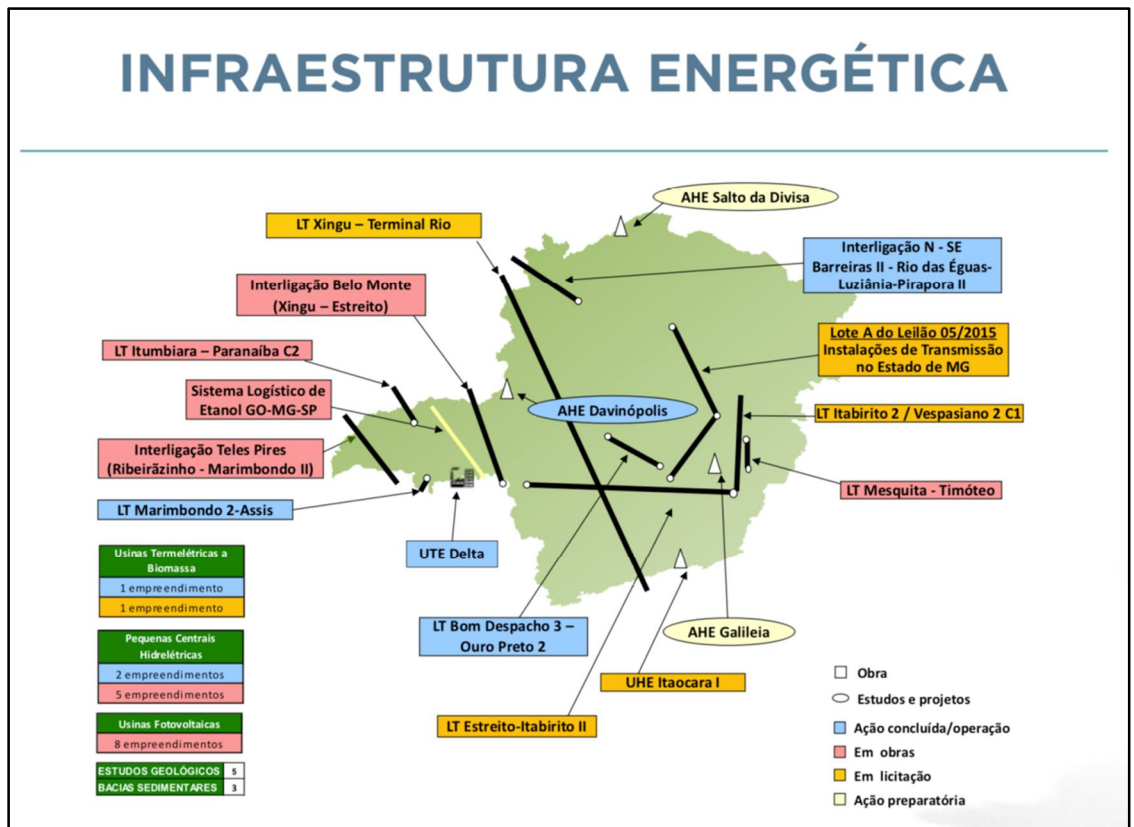 INFRAESTRUTURA ENERGÉTICA
AHE Salto da Divisa
LT Xingu – Terminal Rio
Interligação N - SE
Barreiras II - Rio das Éguas-
Luziânia-Pirapora II
Interligação Belo Monte
(Xingu – Estreito)
Lote A do Leilão 05/2015
Instalações de Transmissão
no Estado de MG
LT Itumbiara – Paranaíba C2
Sistema Logístico de
Etanol GO-MG-SP
AHE Davinópolis
LT Itabirito 2 / Vespasiano 2 C1
Interligação Teles Pires
(Ribeirãzinho - Marimbondo II)
LT Mesquita - Timóteo
LT Marimbondo 2-Assis
UTE Delta
Usinas Termelétricas a
Biomassa
1 empreendimento
1 empreendimento
LT Bom Despacho 3 –
Ouro Preto 2
AHE Galileia
Pequenas Centrais
Hidrelétricas
2 empreendimentos
5 empreendimentos
UHE Itaocara I
LT Estreito-Itabirito II
Usinas Fotovoltaicas
8 empreendimentos
ESTUDOS GEOLÓGICOS 5
BACIAS SEDIMENTARES 3
Obra
Estudos e projetos
Ação concluída/operação
Em obras
Em licitação
Ação preparatória